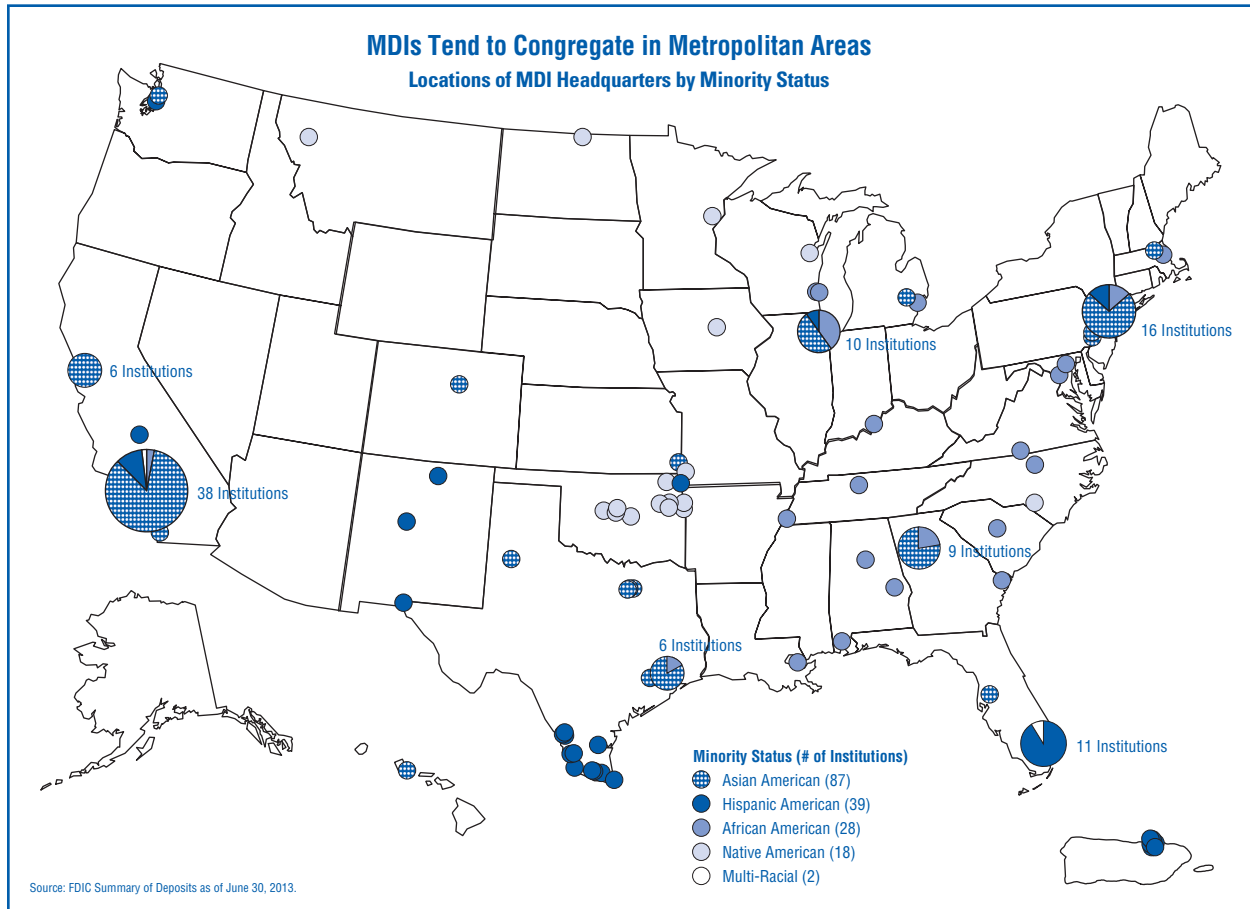 MDIs Tend to Congregate in Metropolitan Areas
Locations of MDI Headquarters by Minority Status
16 Institutions
10 Institutions
6 Institutions
38 Institutions
9 Institutions
6 Institutions
11 Institutions
Minority Status (# of Institutions)
Asian American (87)
Hispanic American (39)
African American (28)
Native American (18)
Multi-Racial (2)
Source: FDIC Summary of Deposits as of June 30, 2013.